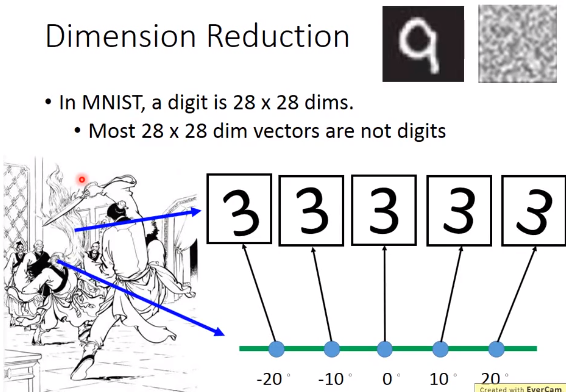 Dimension Reduction
9
• In MNIST, a digit is 28 x 28 dims.
• Most 28 x 28 dim vectors are not digits
3 3 3 3 3
-20° -10° 0° 10° 20°
Created with EverCam